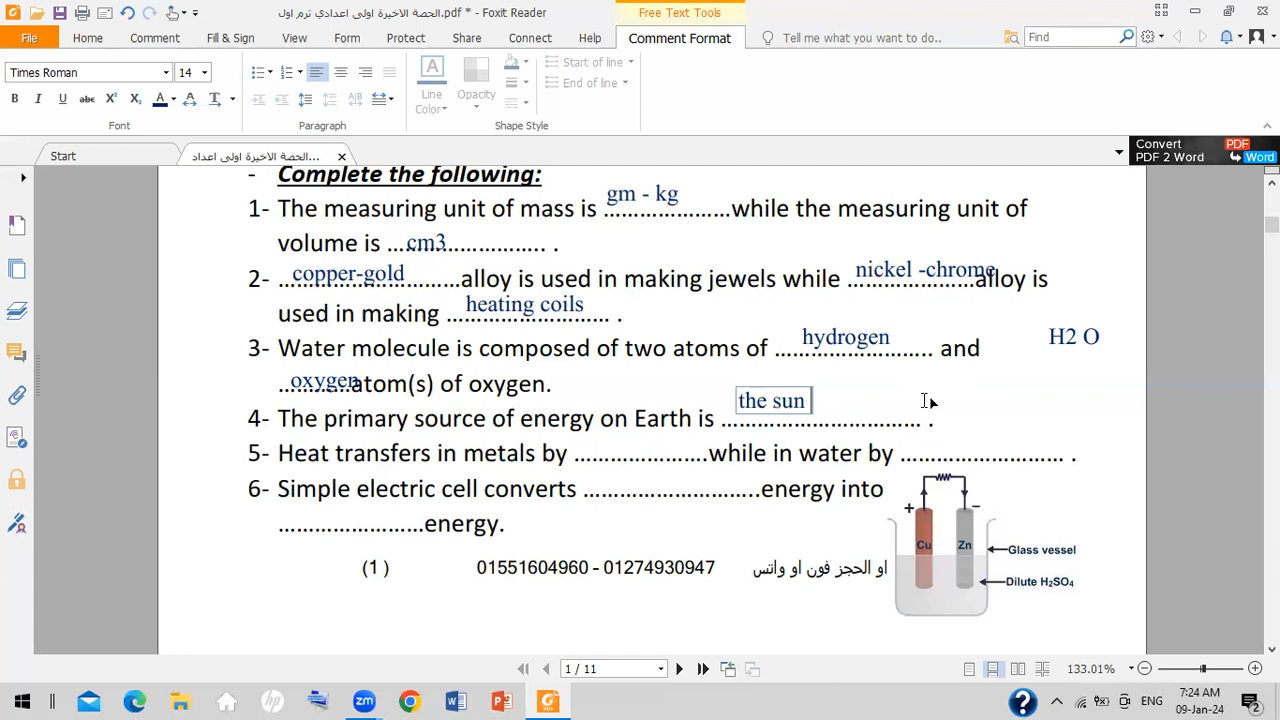 الحصة الاخيرة اولى اعدادي ترم اول.pdf * - Foxit Reader
Free Text Tools
File Home Comment Fill & Sign View Form Protect Share Connect Help Comment Format Tell me what you want to do.. Find
Times Roman 14
Line Color Opacity
Start of line
End of line
Font Paragraph Shape Style
Start
الحصة الاخيرة اولى اعداد...
Convert PDF
PDF 2 Word Word
- Complete the following:
gm - kg
1- The measuring unit of mass is …………………while the measuring unit of
volume is …cm3………………….. .
2- copper-gold…………………………alloy is used in making jewels while nickel -chrome…………………alloy is
used in making heating coils……………………… .
3- Water molecule is composed of two atoms of hydrogen…………………….. and H2 O
oxygen…………atom(s) of oxygen.
the sun
4- The primary source of energy on Earth is …………………………… .
5- Heat transfers in metals by ………………….while in water by ……………………… .
6- Simple electric cell converts ………………………..energy into
……………………energy.
+ −
Cu Zn
Glass vessel
Dilute H₂SO₄
(1 ) 01551604960 – 01274930947 او الحجز فون او واتس
1 / 11 133.01%
ENG 7:24 AM
09-Jan-24 2